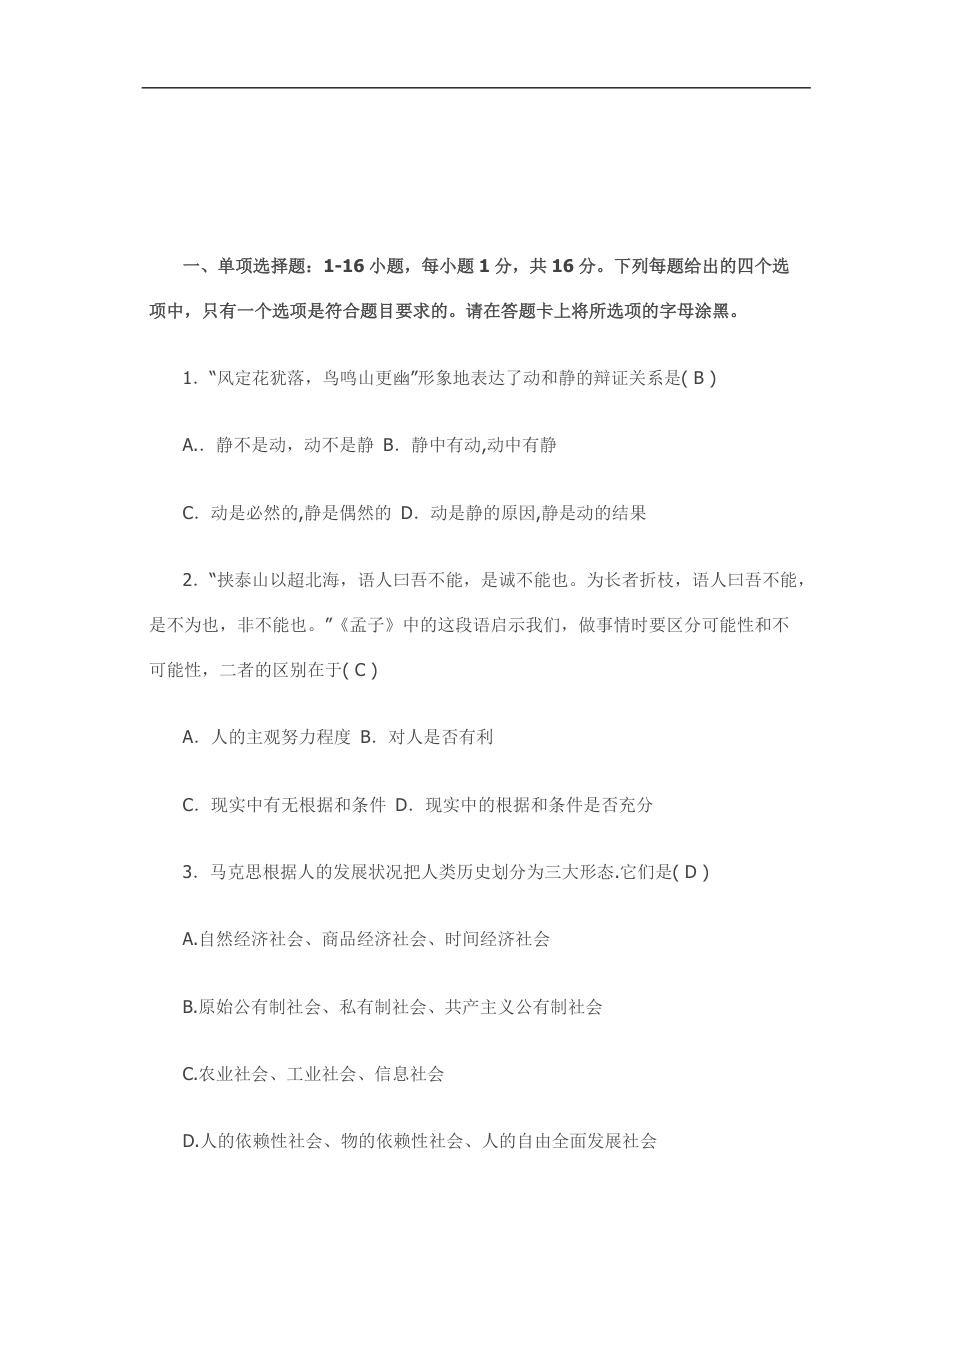 一、单项选择题：1-16 小题，每小题 1 分，共 16 分。下列每题给出的四个选
项中，只有一个选项是符合题目要求的。请在答题卡上将所选项的字母涂黑。
1．“风定花犹落，鸟鸣山更幽”形象地表达了动和静的辩证关系是( B )
A.．静不是动，动不是静 B．静中有动,动中有静
C．动是必然的,静是偶然的 D．动是静的原因,静是动的结果
2．“挟泰山以超北海，语人曰吾不能，是诚不能也。为长者折枝，语人曰吾不能，
是不为也，非不能也。”《孟子》中的这段语启示我们，做事情时要区分可能性和不
可能性，二者的区别在于( C )
A．人的主观努力程度 B．对人是否有利
C．现实中有无根据和条件 D．现实中的根据和条件是否充分
3．马克思根据人的发展状况把人类历史划分为三大形态.它们是( D )
A.自然经济社会、商品经济社会、时间经济社会
B.原始公有制社会、私有制社会、共产主义公有制社会
C.农业社会、工业社会、信息社会
D.人的依赖性社会、物的依赖性社会、人的自由全面发展社会